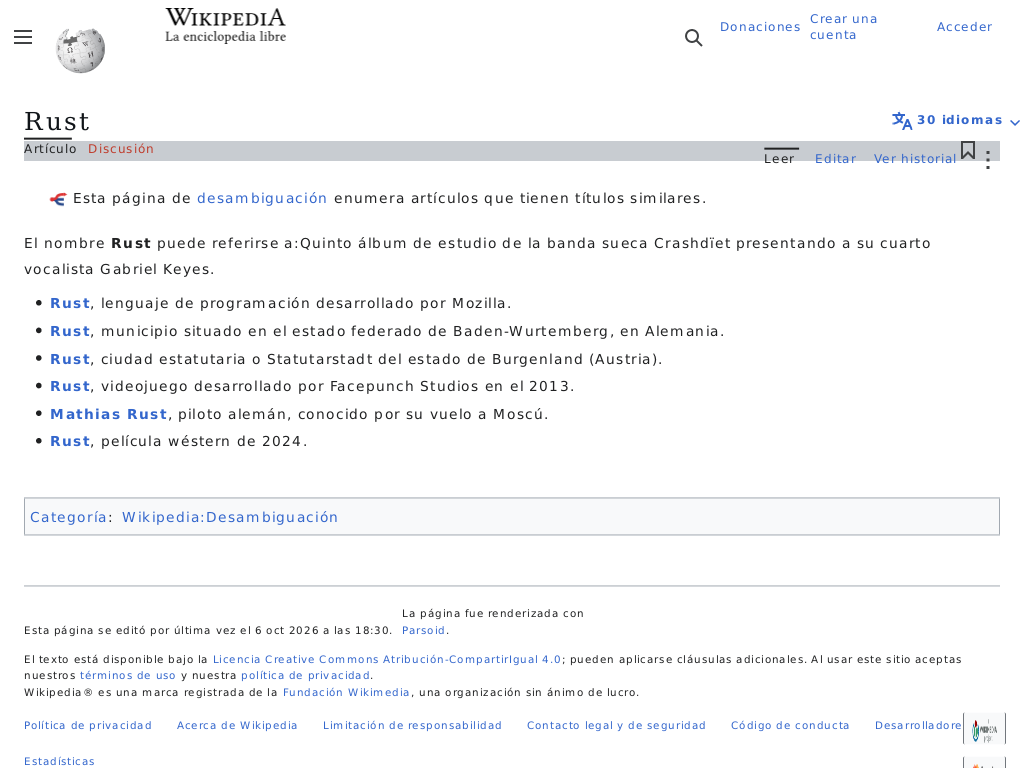 WIKIPEDIA
La enciclopedia libre
Donaciones
Crear una cuenta
Acceder
Rust
30 idiomas
Artículo Discusión
Leer Editar Ver historial
Esta página de desambiguación enumera artículos que tienen títulos similares.
El nombre Rust puede referirse a:Quinto álbum de estudio de la banda sueca Crashdïet presentando a su cuarto
vocalista Gabriel Keyes.
Rust, lenguaje de programación desarrollado por Mozilla.
Rust, municipio situado en el estado federado de Baden-Wurtemberg, en Alemania.
Rust, ciudad estatutaria o Statutarstadt del estado de Burgenland (Austria).
Rust, videojuego desarrollado por Facepunch Studios en el 2013.
Mathias Rust, piloto alemán, conocido por su vuelo a Moscú.
Rust, película wéstern de 2024.
Categoría: Wikipedia:Desambiguación
Esta página se editó por última vez el 6 oct 2026 a las 18:30.
La página fue renderizada con
Parsoid.
El texto está disponible bajo la Licencia Creative Commons Atribución-CompartirIgual 4.0; pueden aplicarse cláusulas adicionales. Al usar este sitio aceptas
nuestros términos de uso y nuestra política de privacidad.
Wikipedia® es una marca registrada de la Fundación Wikimedia, una organización sin ánimo de lucro.
Política de privacidad Acerca de Wikipedia Limitación de responsabilidad Contacto legal y de seguridad Código de conducta Desarrolladore
Estadísticas